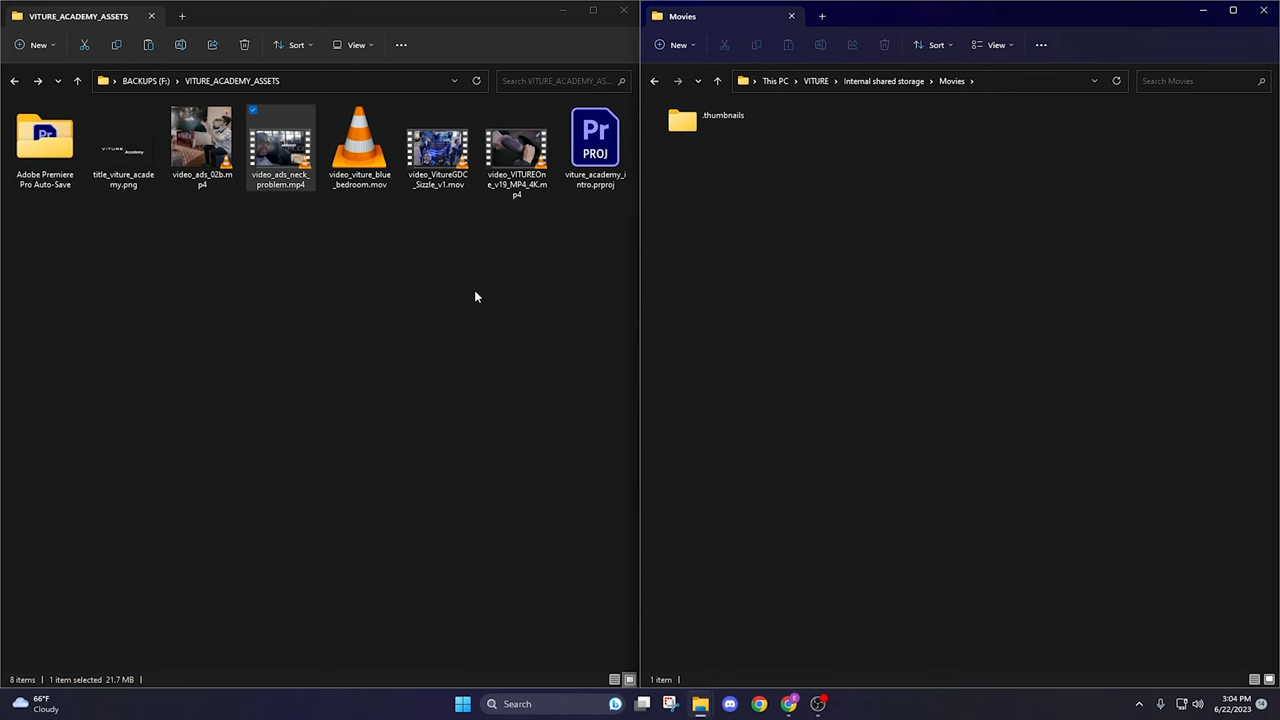 VITURE_ACADEMY_ASSETS
New
Sort
View
BACKUPS (F:) > VITURE_ACADEMY_ASSETS
Search VITURE_ACADEMY_AS...
Adobe Premiere
Pro Auto-Save
VITURE Academy
title_viture_acade
my.png
video_ads_02b.m
p4
video_ads_neck_
problem.mp4
video_viture_blue
_bedroom.mov
video_VitureGDC
_Sizzle_v1.mov
video_VITUREOn
e_v19_MP4_4K.m
p4
Pr
PROJ
viture_academy_i
ntro.prproj
Pr
8 items
1 item selected 21.7 MB
Movies
New
Sort
View
This PC > VITURE > Internal shared storage > Movies >
Search Movies
.thumbnails
1 item
66°F
Cloudy
Search
3:04 PM
6/22/2023